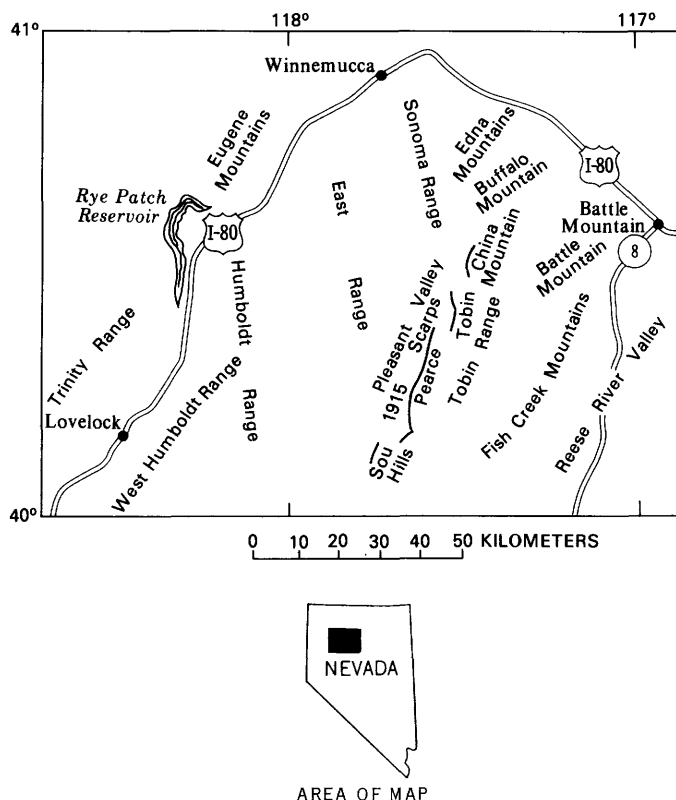 41°
118°
117°
Winnemucca
Eugene
Mountains
Sonoma Range
Edna
Mountains
Buffalo
Mountain
I-80
Rye Patch
Reservoir
I-80
East
Range
Battle
Mountain
8
China
Mountain
Battle
Mountain
Humboldt
Range
Pleasant Valley
1915 Scarps
Pearce
Tobin
Tobin Range
Trinity Range
Fish Creek Mountains
Reese River Valley
Lovelock
West Humboldt Range
Sou
Hills
40°
0 10 20 30 40 50 KILOMETERS
NEVADA
AREA OF MAP